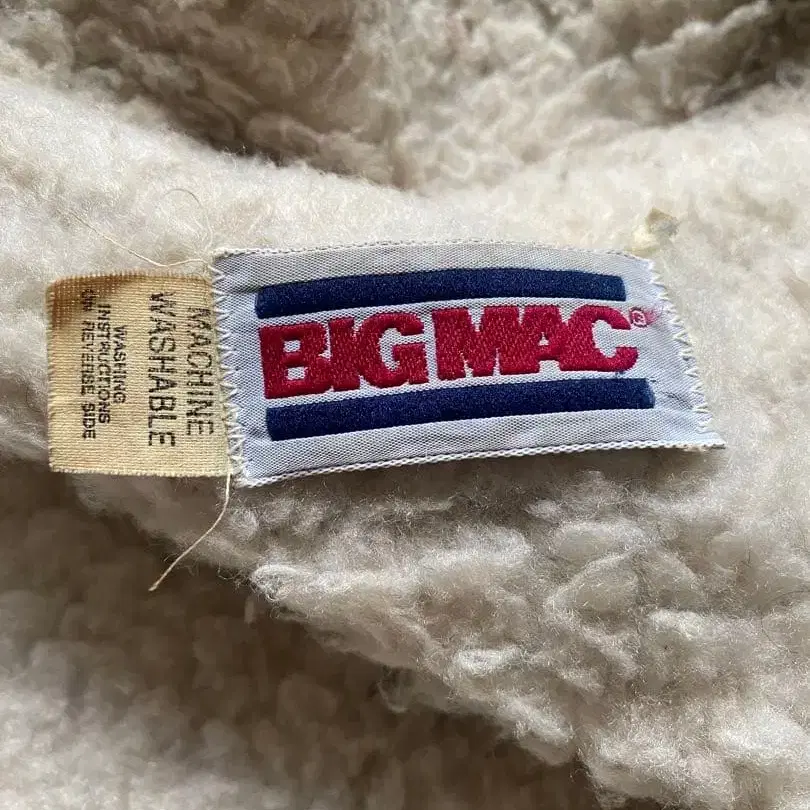 BIG MAC®
MACHINE
WASHABLE
WASHING
INSTRUCTIONS
ON REVERSE SIDE